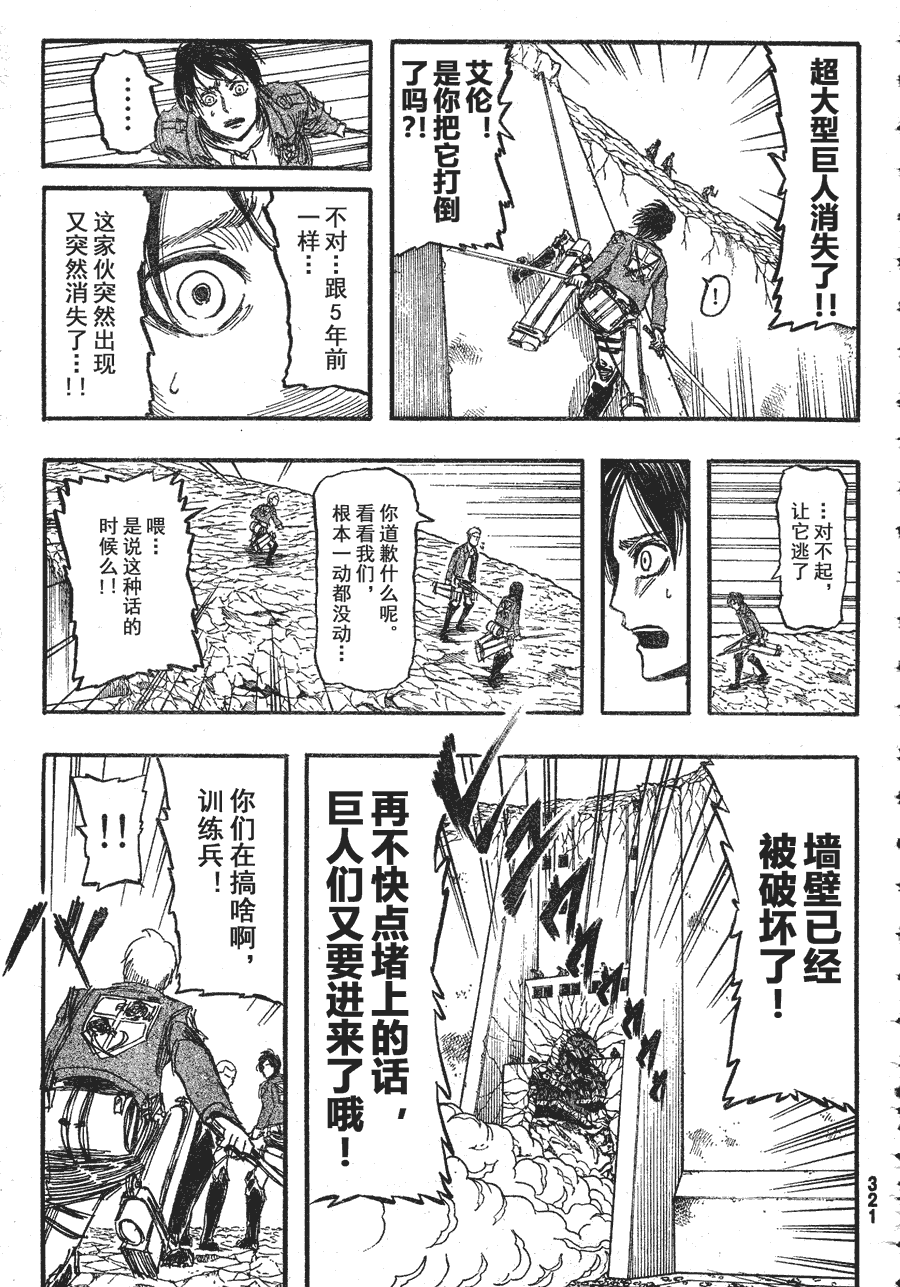 超大型巨人消失了!!
艾伦!
是你把它打倒
了吗?!
!
……
不对…跟5年前
一样…
这家伙突然出现
又突然消失了…!!
…对不起,
让它逃了
你道歉什么呢。
看看我们,
根本一动都没动…
喂…
是说这种话的
时候么!!
墙壁已经
被破坏了!
再不快点堵上的话,
巨人们又要进来了哦!
你们在搞啥啊,
训练兵!
!!
321